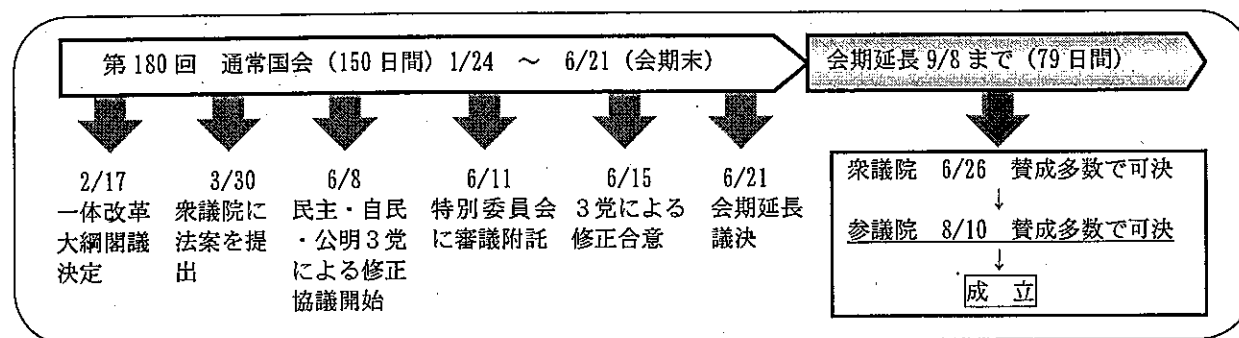 第180回 通常国会(150日間)1/24 ～ 6/21(会期末)
会期延長9/8まで(79日間)
2/17
一体改革
大綱閣議
決定
3/30
衆議院に
法案を提
出
6/8
民主・自民
・公明3党
による修正
協議開始
6/11
特別委員会
に審議附託
6/15
3党による
修正合意
6/21
会期延長
議決
衆議院 6/26 賛成多数で可決
↓
参議院 8/10 賛成多数で可決
↓
成 立